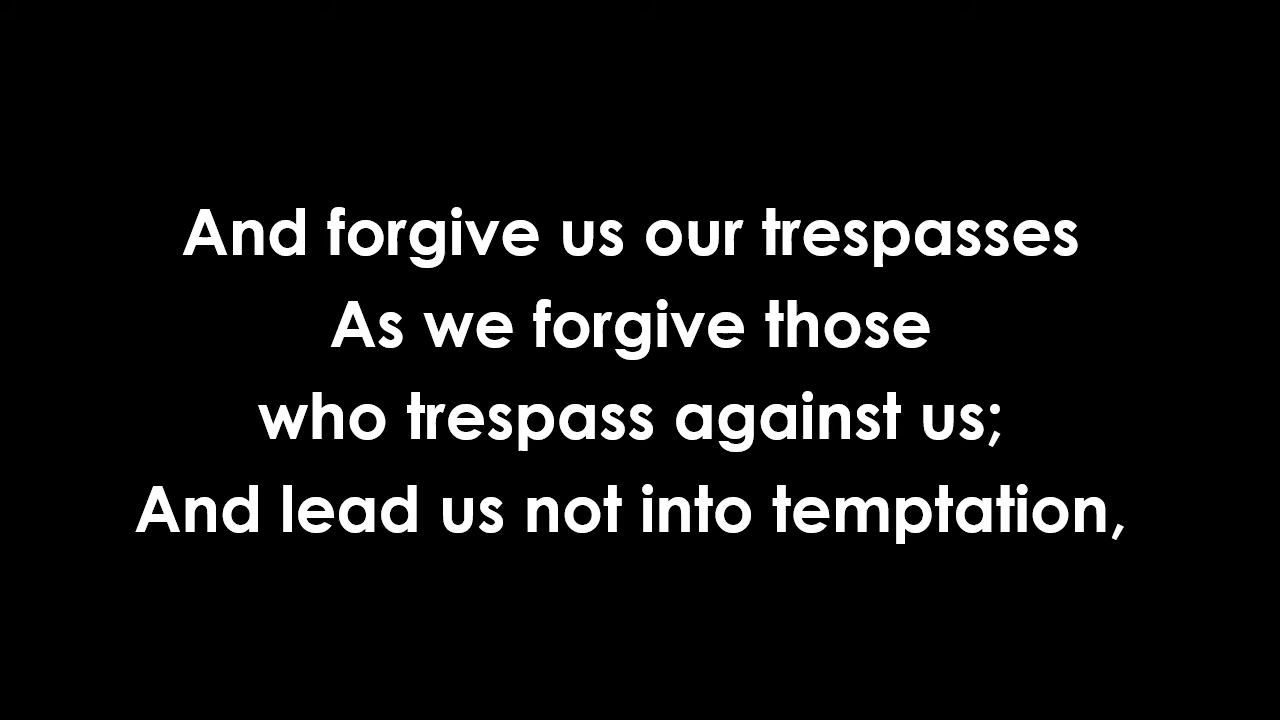 And forgive us our trespasses
As we forgive those
who trespass against us;
And lead us not into temptation,